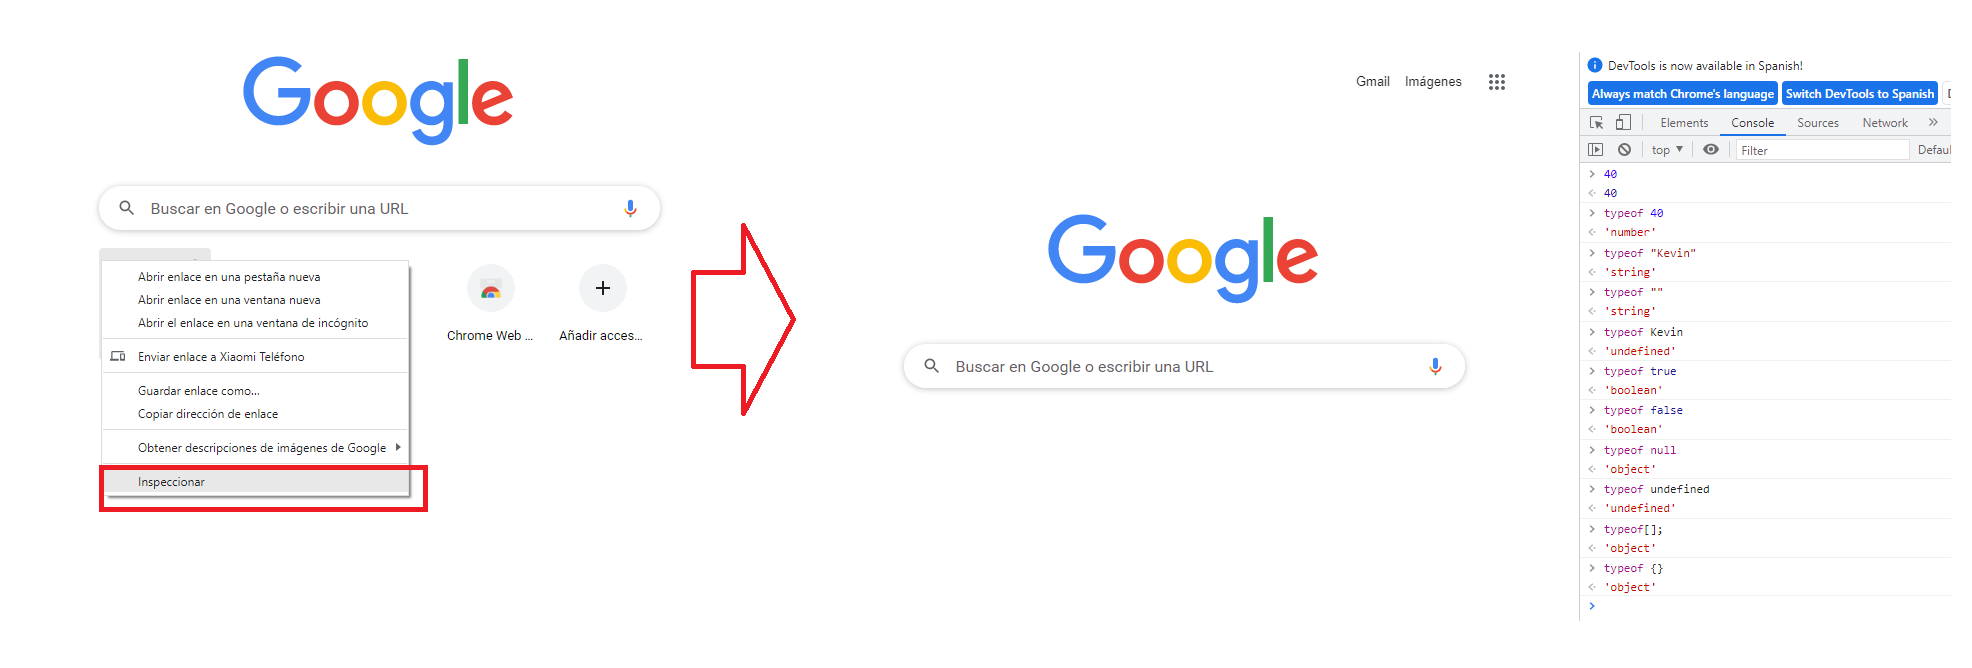 Google
Buscar en Google o escribir una URL
Abrir enlace en una pestaña nueva
Abrir enlace en una ventana nueva
Abrir el enlace en una ventana de incógnito
Enviar enlace a Xiaomi Teléfono
Guardar enlace como...
Copiar dirección de enlace
Obtener descripciones de imágenes de Google
Inspeccionar
Chrome Web ...
Añadir acces...
Gmail Imágenes
Google
Buscar en Google o escribir una URL
DevTools is now available in Spanish!
Always match Chrome's language Switch DevTools to Spanish D
Elements Console Sources Network »
top Filter Defaul
> 40
40
> typeof 40
'number'
> typeof "Kevin"
'string'
> typeof ""
'string'
> typeof Kevin
'undefined'
> typeof true
'boolean'
> typeof false
'boolean'
> typeof null
'object'
> typeof undefined
'undefined'
> typeof[];
'object'
> typeof {}
'object'
>